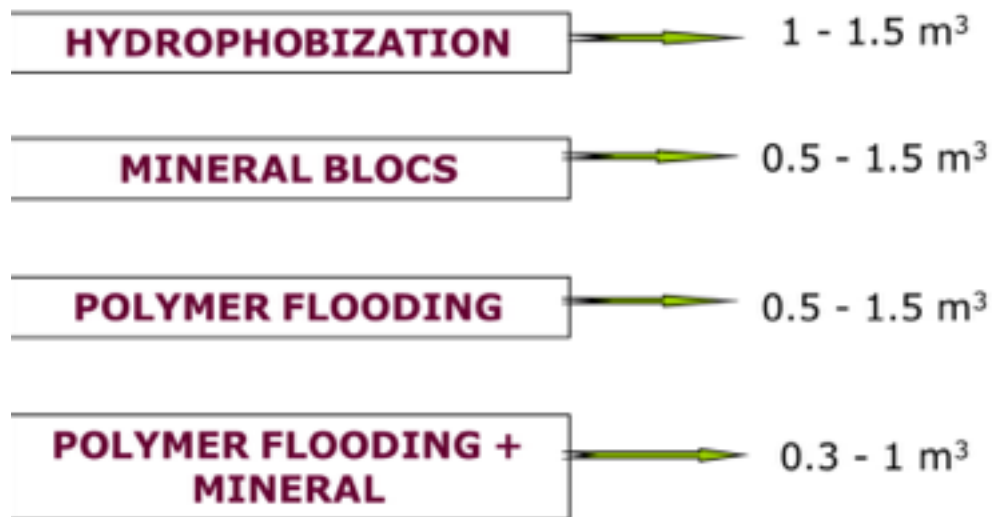 HYDROPHOBIZATION 1 - 1.5 m³
MINERAL BLOCS 0.5 - 1.5 m³
POLYMER FLOODING 0.5 - 1.5 m³
POLYMER FLOODING +
MINERAL 0.3 - 1 m³